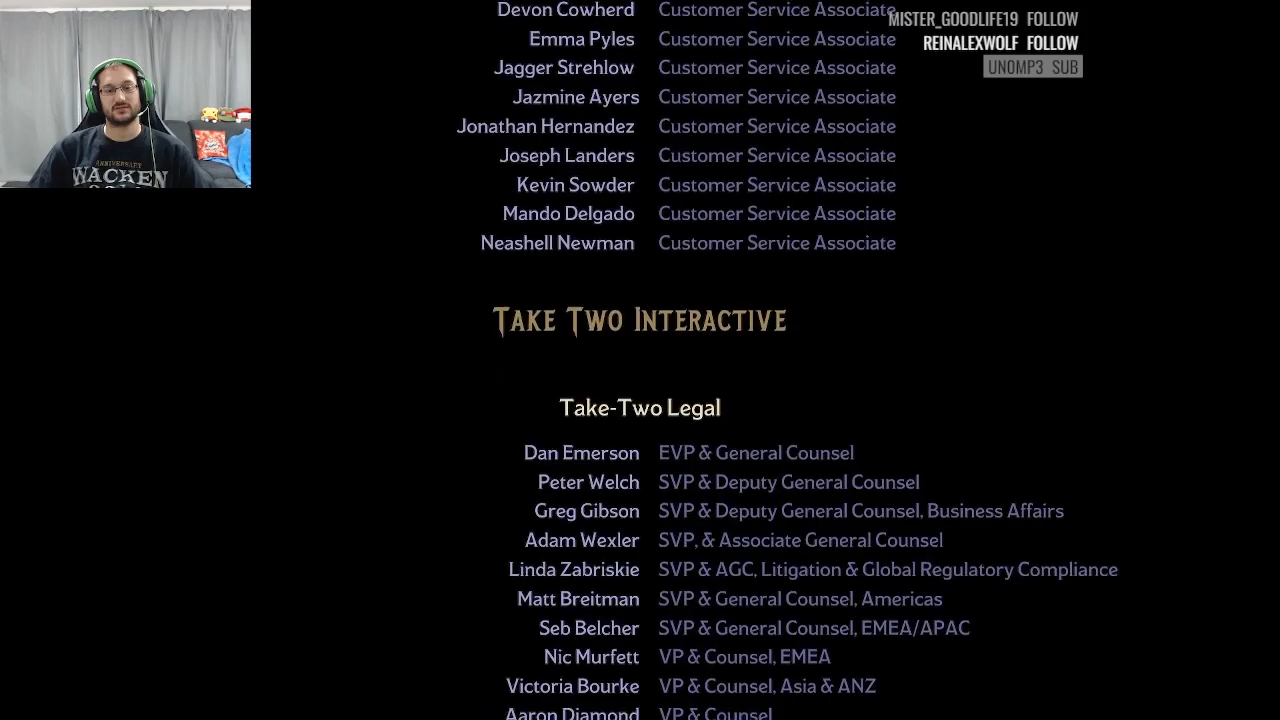 Devon Cowherd Customer Service Associate
MISTER_GOODLIFE19 FOLLOW
Emma Pyles Customer Service Associate
REINALEXWOLF FOLLOW
Jagger Strehlow Customer Service Associate
UNOMP3 SUB
Jazmine Ayers Customer Service Associate
Jonathan Hernandez Customer Service Associate
Joseph Landers Customer Service Associate
ANNIVERSARY
WACKEN
Kevin Sowder Customer Service Associate
Mando Delgado Customer Service Associate
Neashell Newman Customer Service Associate
Take Two Interactive
Take-Two Legal
Dan Emerson EVP & General Counsel
Peter Welch SVP & Deputy General Counsel
Greg Gibson SVP & Deputy General Counsel, Business Affairs
Adam Wexler SVP, & Associate General Counsel
Linda Zabriskie SVP & AGC, Litigation & Global Regulatory Compliance
Matt Breitman SVP & General Counsel, Americas
Seb Belcher SVP & General Counsel, EMEA/APAC
Nic Murfett VP & Counsel, EMEA
Victoria Bourke VP & Counsel, Asia & ANZ
Aaron Diamond VP & Counsel